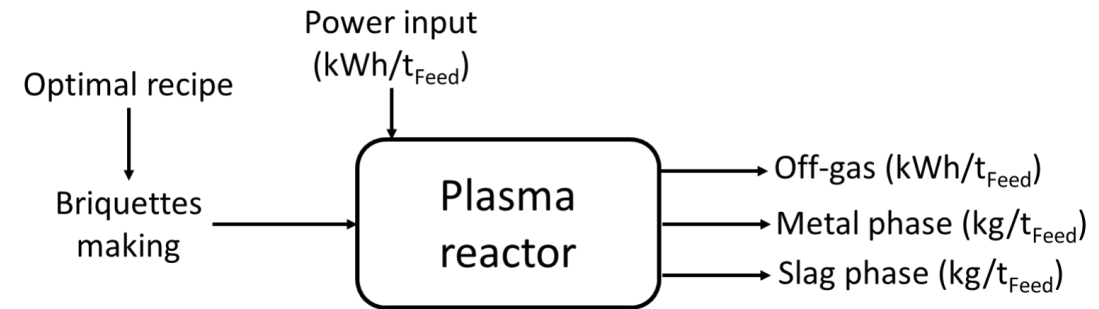 Power input
(kWh/tFeed)
Optimal recipe
Briquettes
making
Plasma
reactor
Off-gas (kWh/tFeed)
Metal phase (kg/tFeed)
Slag phase (kg/tFeed)